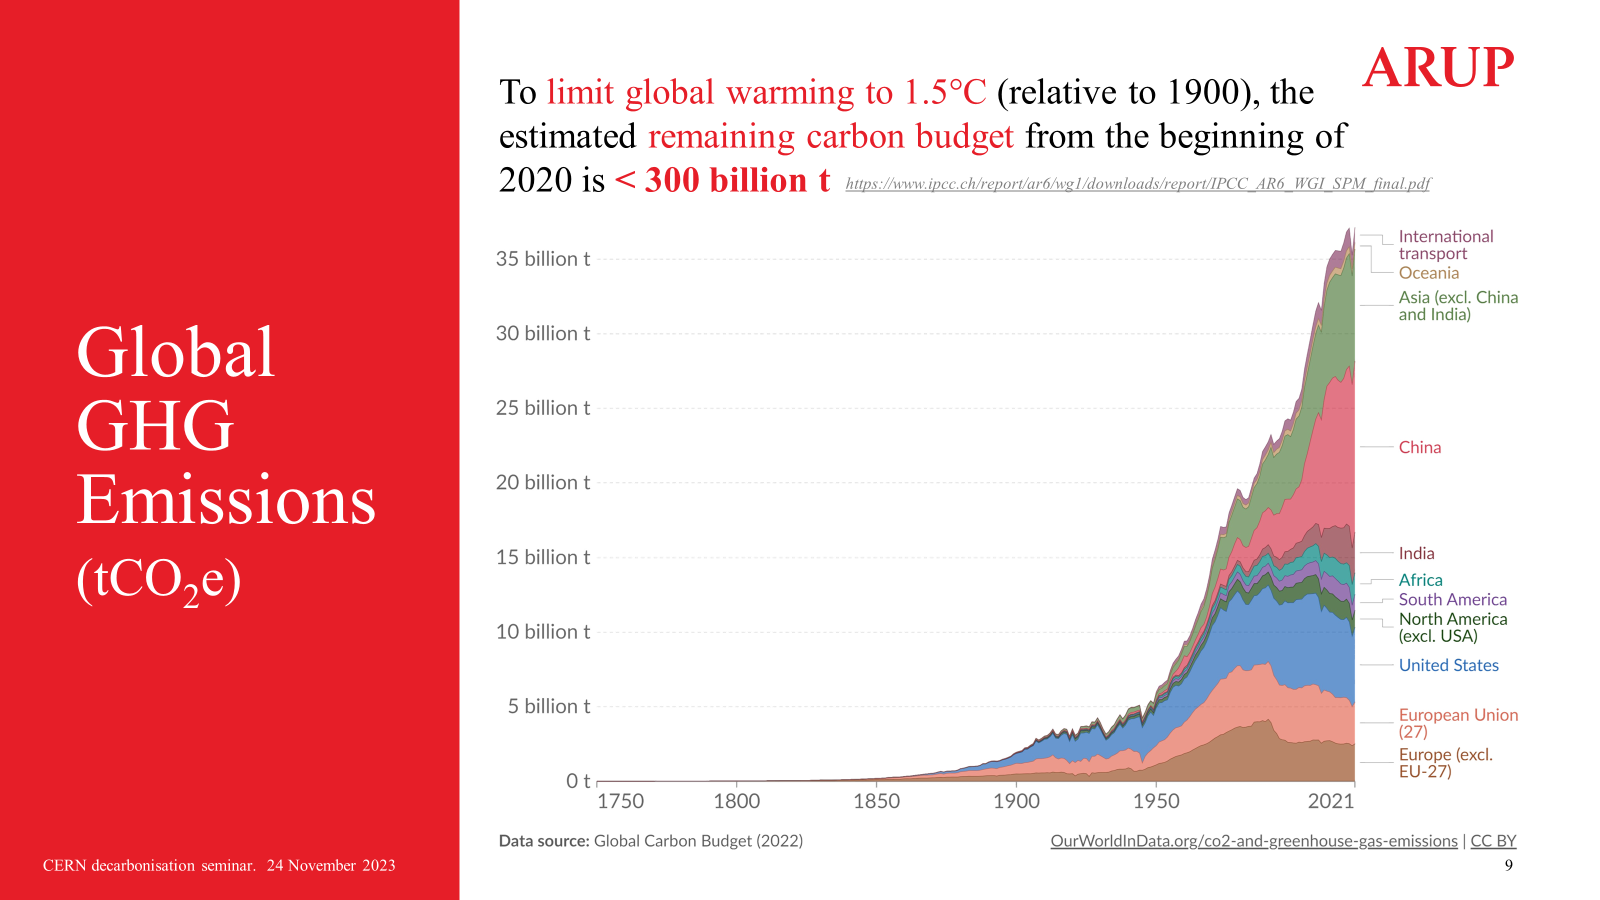 Global
GHG
Emissions
(tCO₂e)
CERN decarbonisation seminar. 24 November 2023
ARUP
To limit global warming to 1.5°C (relative to 1900), the
estimated remaining carbon budget from the beginning of
2020 is < 300 billion t https://www.ipcc.ch/report/ar6/wg1/downloads/report/IPCC_AR6_WGI_SPM_final.pdf
35 billion t
30 billion t
25 billion t
20 billion t
15 billion t
10 billion t
5 billion t
0 t
1750 1800 1850 1900 1950 2021
International
transport
Oceania
Asia (excl. China
and India)
China
India
Africa
South America
North America
(excl. USA)
United States
European Union
(27)
Europe (excl.
EU-27)
Data source: Global Carbon Budget (2022)
OurWorldInData.org/co2-and-greenhouse-gas-emissions | CC BY
9